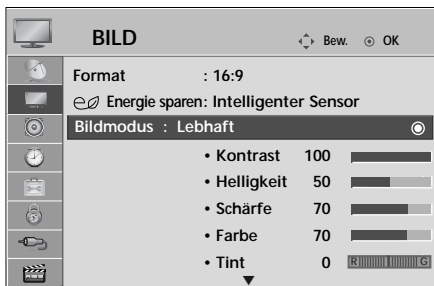 BILD
Bew. OK
Format : 16:9
Energie sparen: Intelligenter Sensor
Bildmodus : Lebhaft
• Kontrast 100
• Helligkeit 50
• Schärfe 70
• Farbe 70
• Tint 0 R G